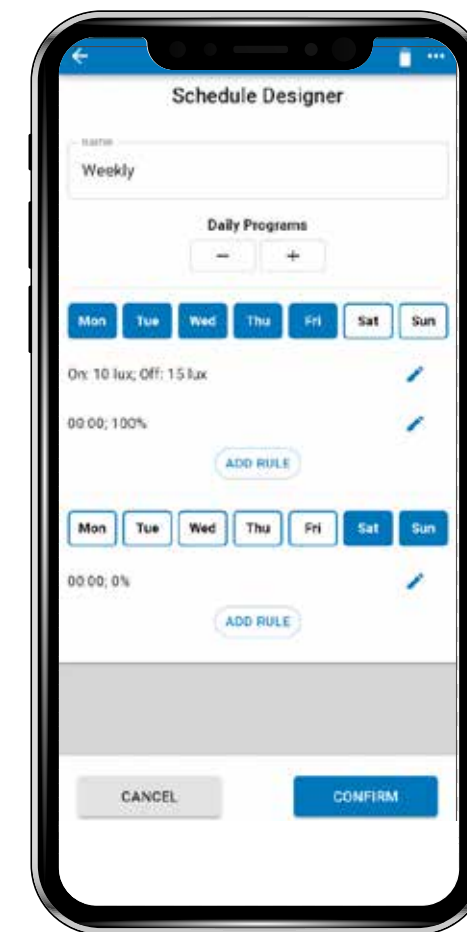 Schedule Designer
name
Weekly
Daily Programs
− +
Mon Tue Wed Thu Fri Sat Sun
On: 10 lux; Off: 15 lux
00:00; 100%
ADD RULE
Mon Tue Wed Thu Fri Sat Sun
00:00; 0%
ADD RULE
CANCEL CONFIRM